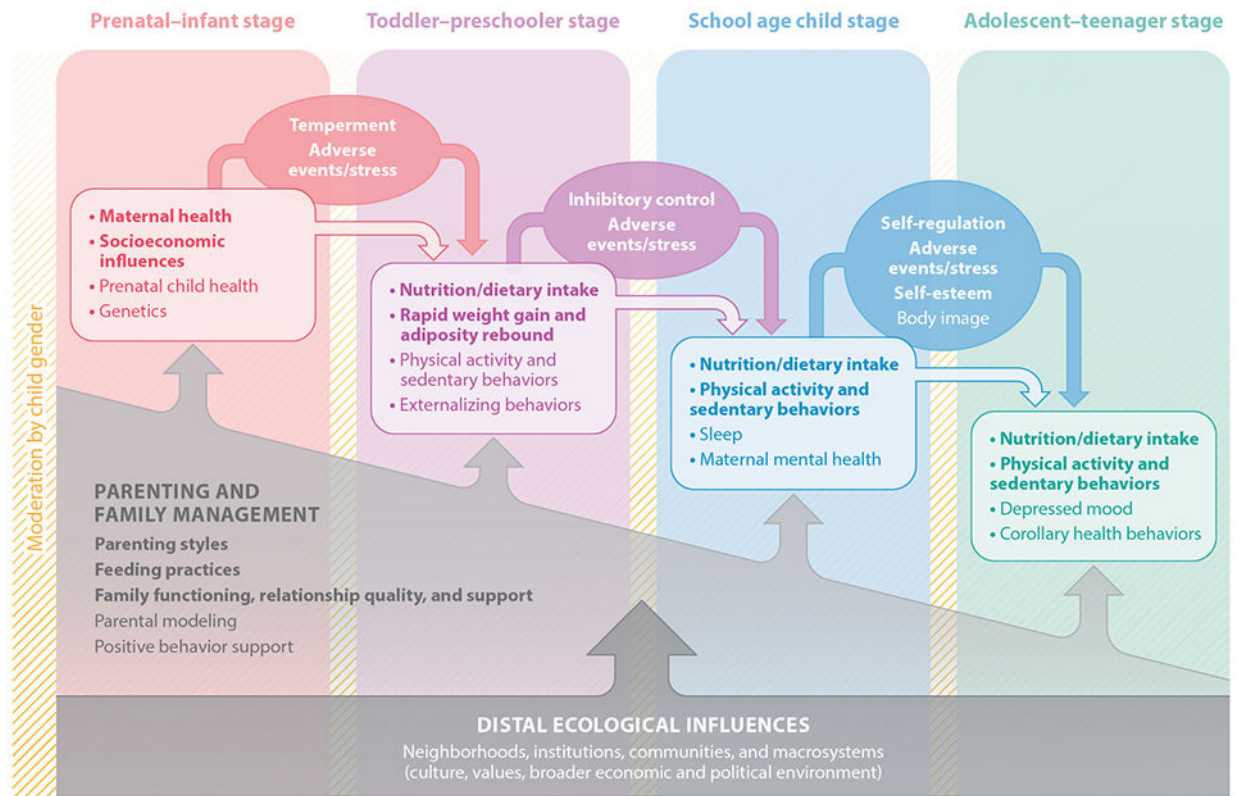 Prenatal–infant stage
Toddler–preschooler stage
School age child stage
Adolescent–teenager stage
Moderation by child gender
Temperment
Adverse
events/stress
• Maternal health
• Socioeconomic
influences
• Prenatal child health
• Genetics
Inhibitory control
Adverse
events/stress
• Nutrition/dietary intake
• Rapid weight gain and
adiposity rebound
• Physical activity and
sedentary behaviors
• Externalizing behaviors
Self-regulation
Adverse
events/stress
Self-esteem
Body image
• Nutrition/dietary intake
• Physical activity and
sedentary behaviors
• Sleep
• Maternal mental health
• Nutrition/dietary intake
• Physical activity and
sedentary behaviors
• Depressed mood
• Corollary health behaviors
PARENTING AND
FAMILY MANAGEMENT
Parenting styles
Feeding practices
Family functioning, relationship quality, and support
Parental modeling
Positive behavior support
DISTAL ECOLOGICAL INFLUENCES
Neighborhoods, institutions, communities, and macrosystems
(culture, values, broader economic and political environment)